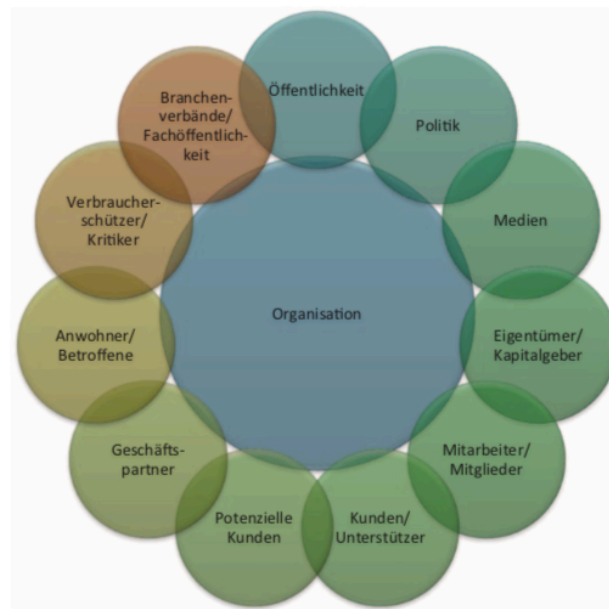 Öffentlichkeit
Politik
Medien
Eigentümer/
Kapitalgeber
Mitarbeiter/
Mitglieder
Kunden/
Unterstützer
Potenzielle
Kunden
Geschäfts-
partner
Anwohner/
Betroffene
Verbraucher-
schützer/
Kritiker
Branchen-
verbände/
Fachöffentlich-
keit
Organisation